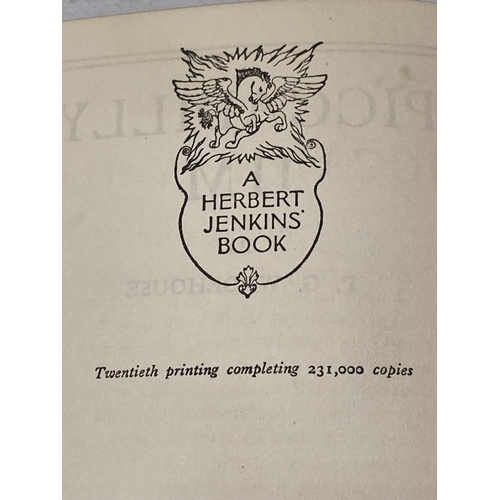 A
HERBERT
JENKINS'
BOOK
Twentieth printing completing 231,000 copies